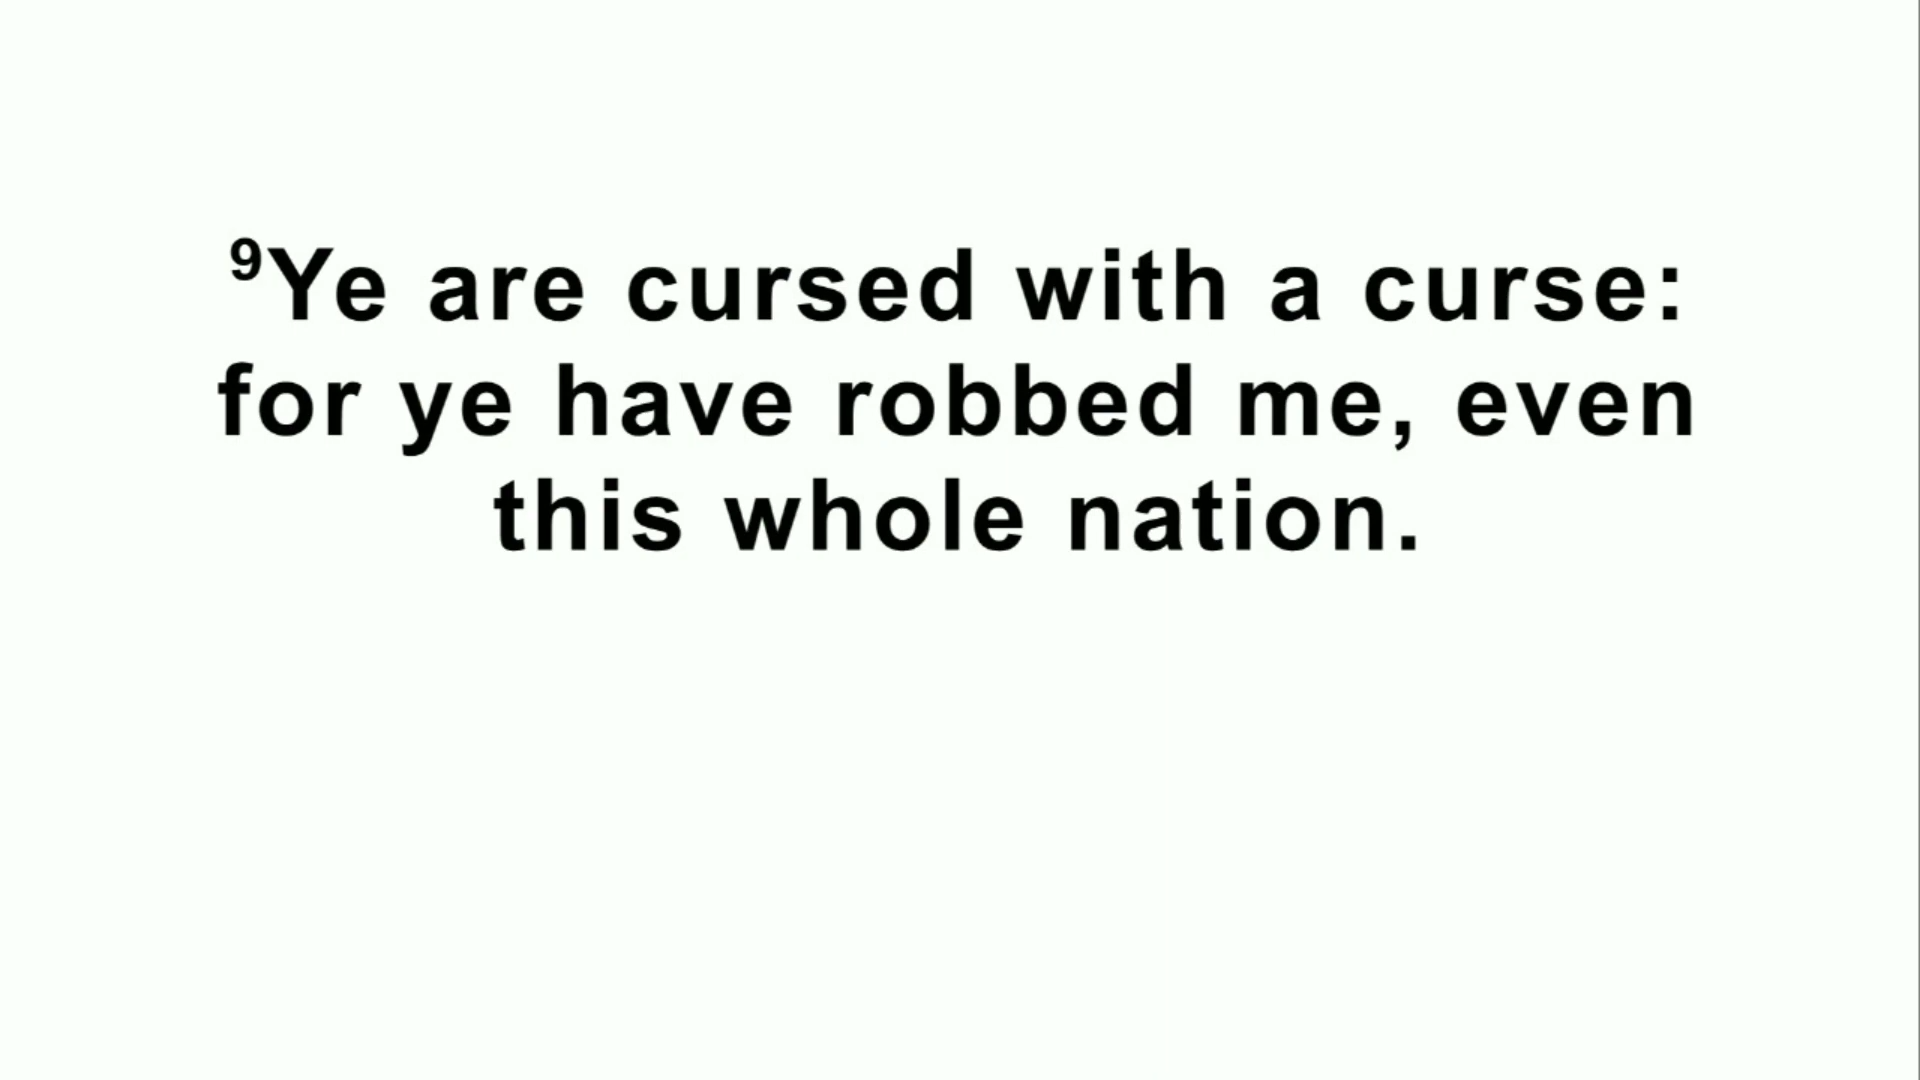 ⁹Ye are cursed with a curse:
for ye have robbed me, even
this whole nation.